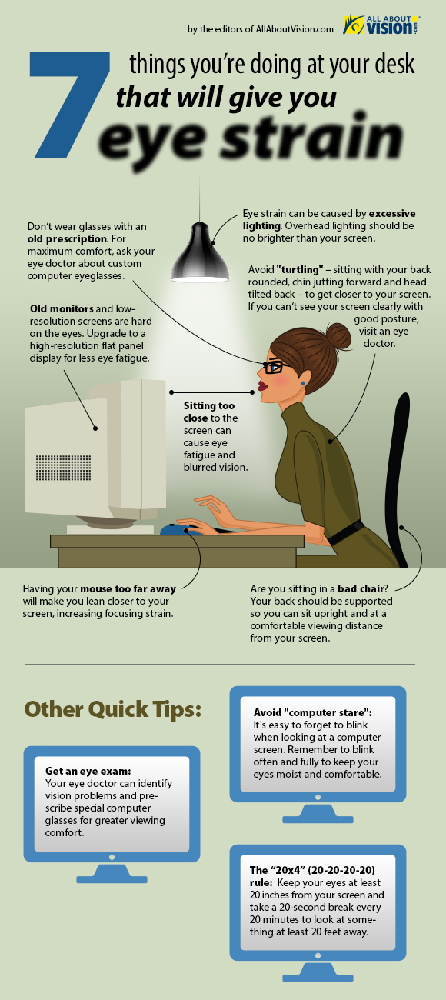 by the editors of AllAboutVision.com
ALL ABOUT
VISION.com
7
things you're doing at your desk
that will give you
eye strain
Don't wear glasses with an
old prescription. For
maximum comfort, ask your
eye doctor about custom
computer eyeglasses.
Eye strain can be caused by excessive
lighting. Overhead lighting should be
no brighter than your screen.
Avoid "turtling" – sitting with your back
rounded, chin jutting forward and head
tilted back – to get closer to your screen.
If you can't see your screen clearly with
good posture,
visit an eye
doctor.
Old monitors and low-
resolution screens are hard
on the eyes. Upgrade to a
high-resolution flat panel
display for less eye fatigue.
Sitting too
close to the
screen can
cause eye
fatigue and
blurred vision.
Having your mouse too far away
will make you lean closer to your
screen, increasing focusing strain.
Are you sitting in a bad chair?
Your back should be supported
so you can sit upright and at a
comfortable viewing distance
from your screen.
Other Quick Tips:
Get an eye exam:
Your eye doctor can identify
vision problems and pre-
scribe special computer
glasses for greater viewing
comfort.
Avoid "computer stare":
It's easy to forget to blink
when looking at a computer
screen. Remember to blink
often and fully to keep your
eyes moist and comfortable.
The "20x4" (20-20-20-20)
rule: Keep your eyes at least
20 inches from your screen and
take a 20-second break every
20 minutes to look at some-
thing at least 20 feet away.